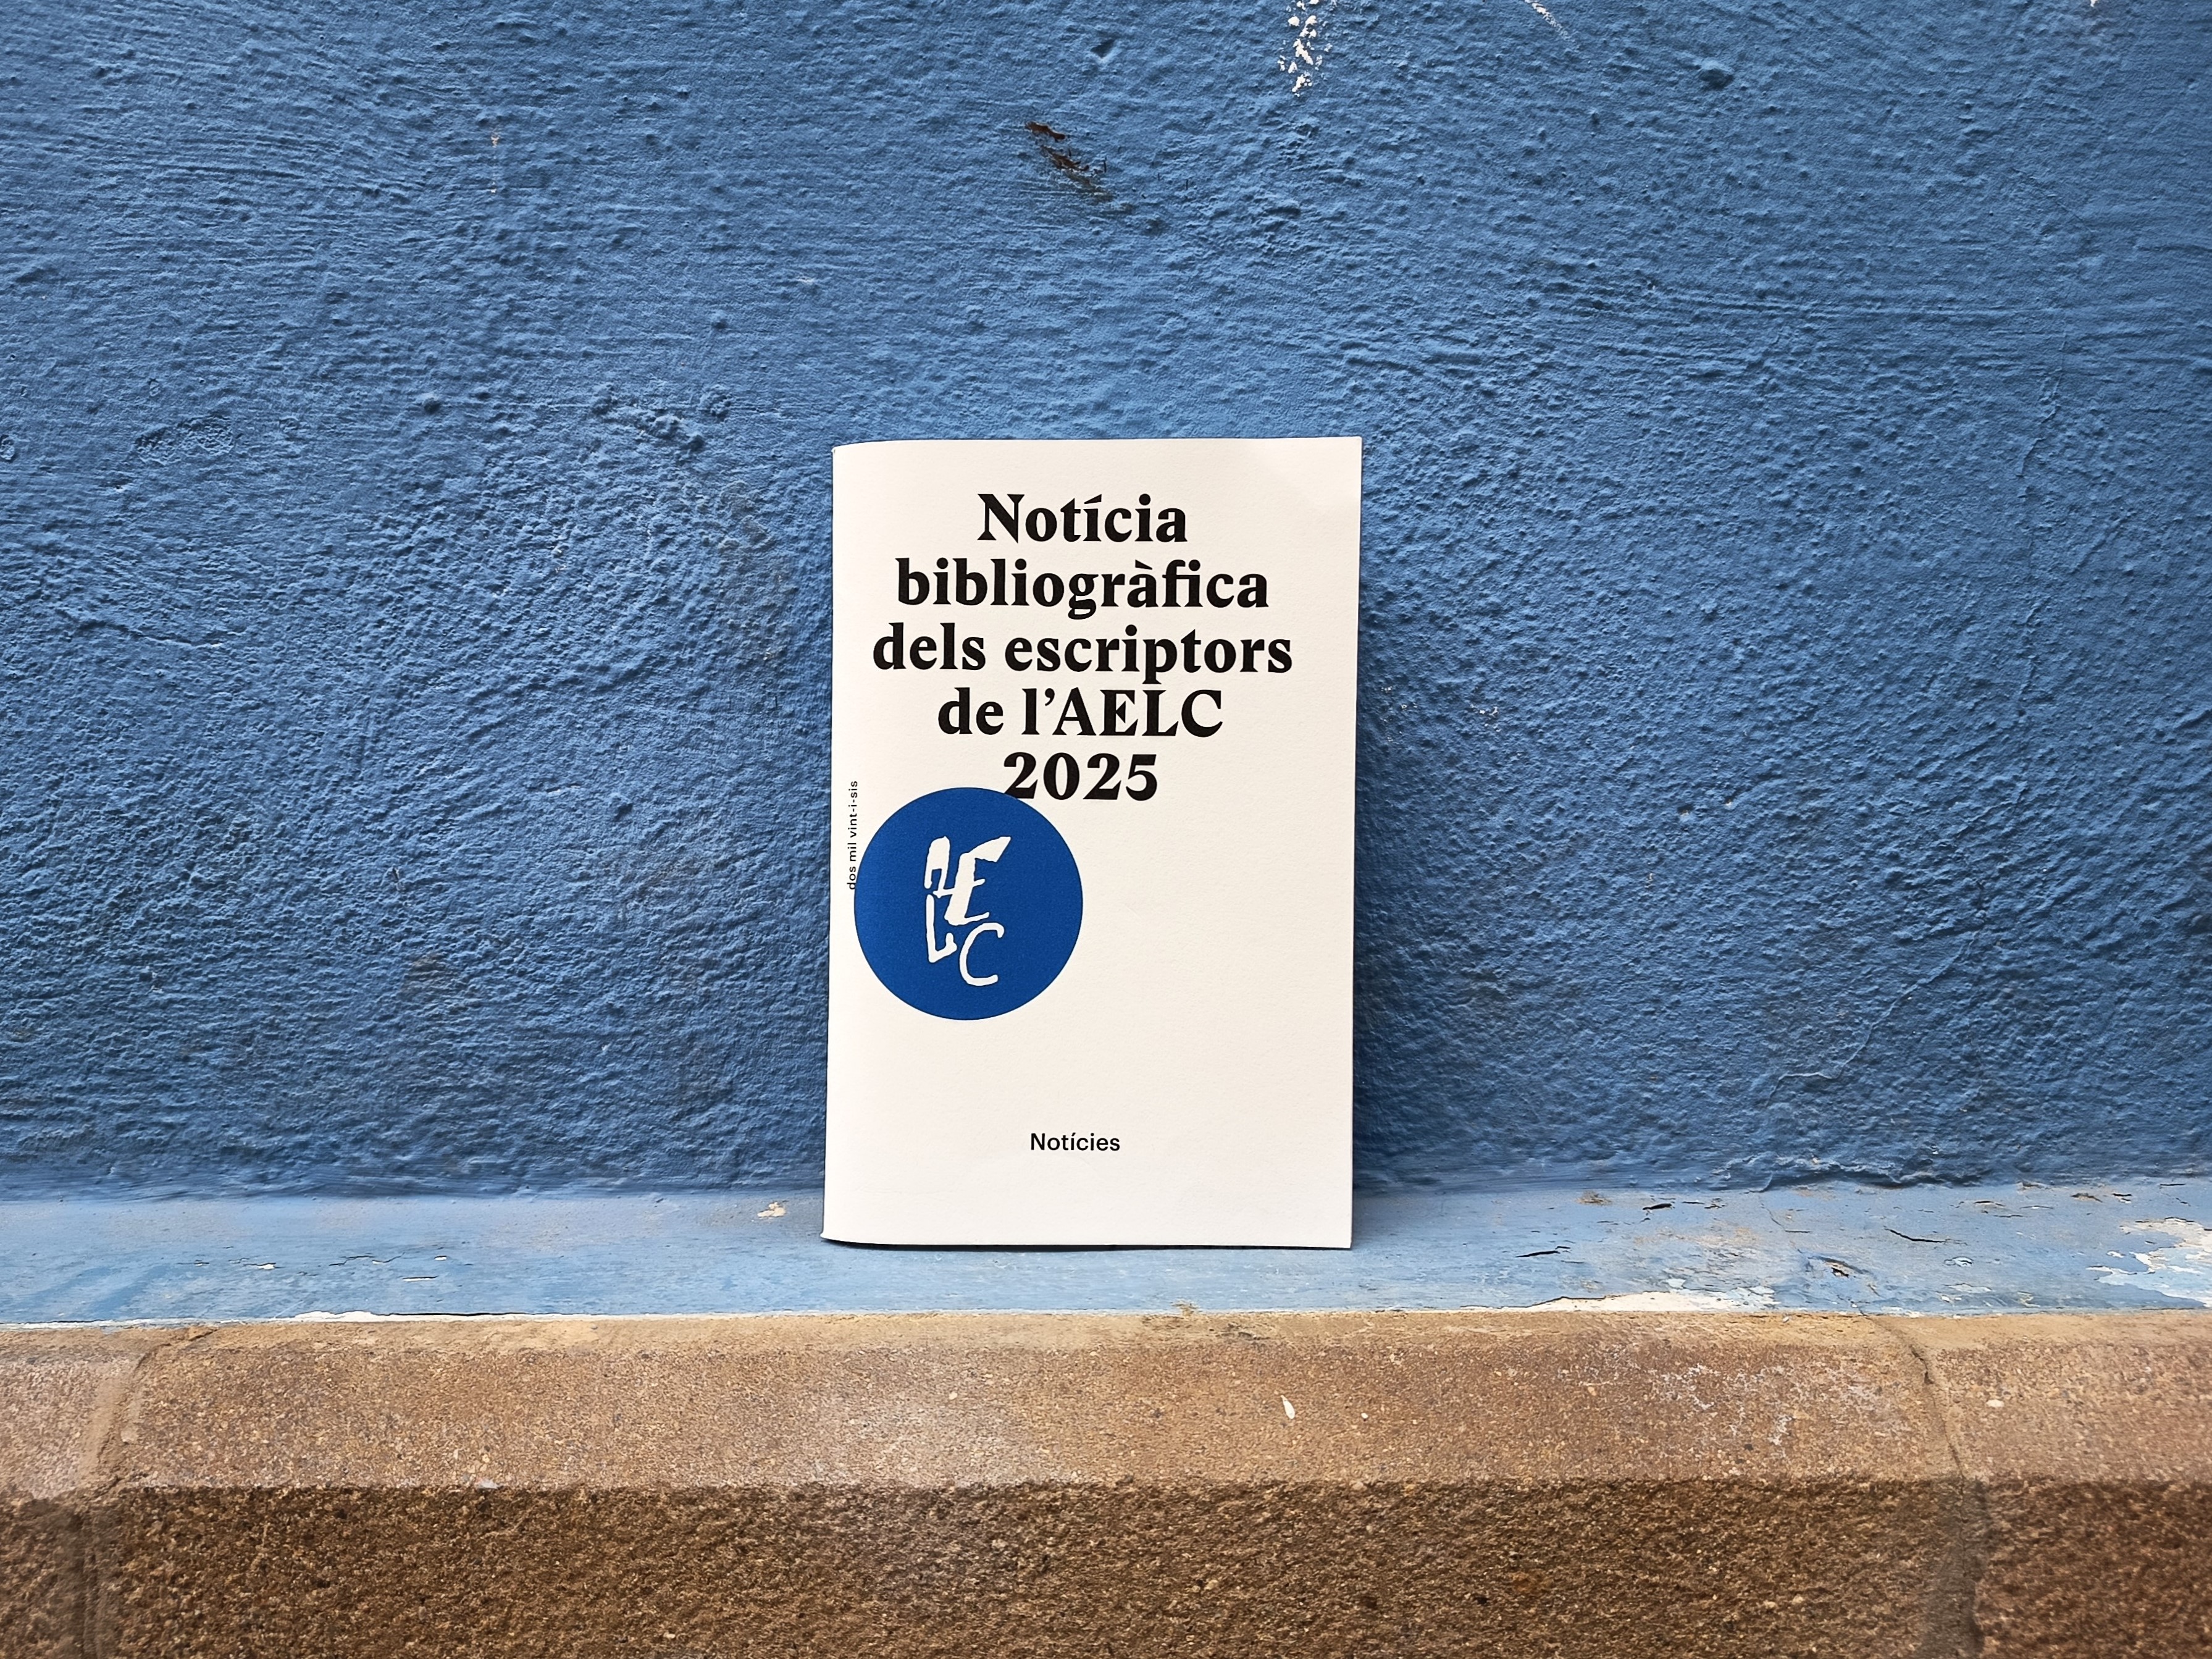 Notícia
bibliogràfica
dels escriptors
de l’AELC
2025
dos mil vint-i-sis
AELC
Notícies